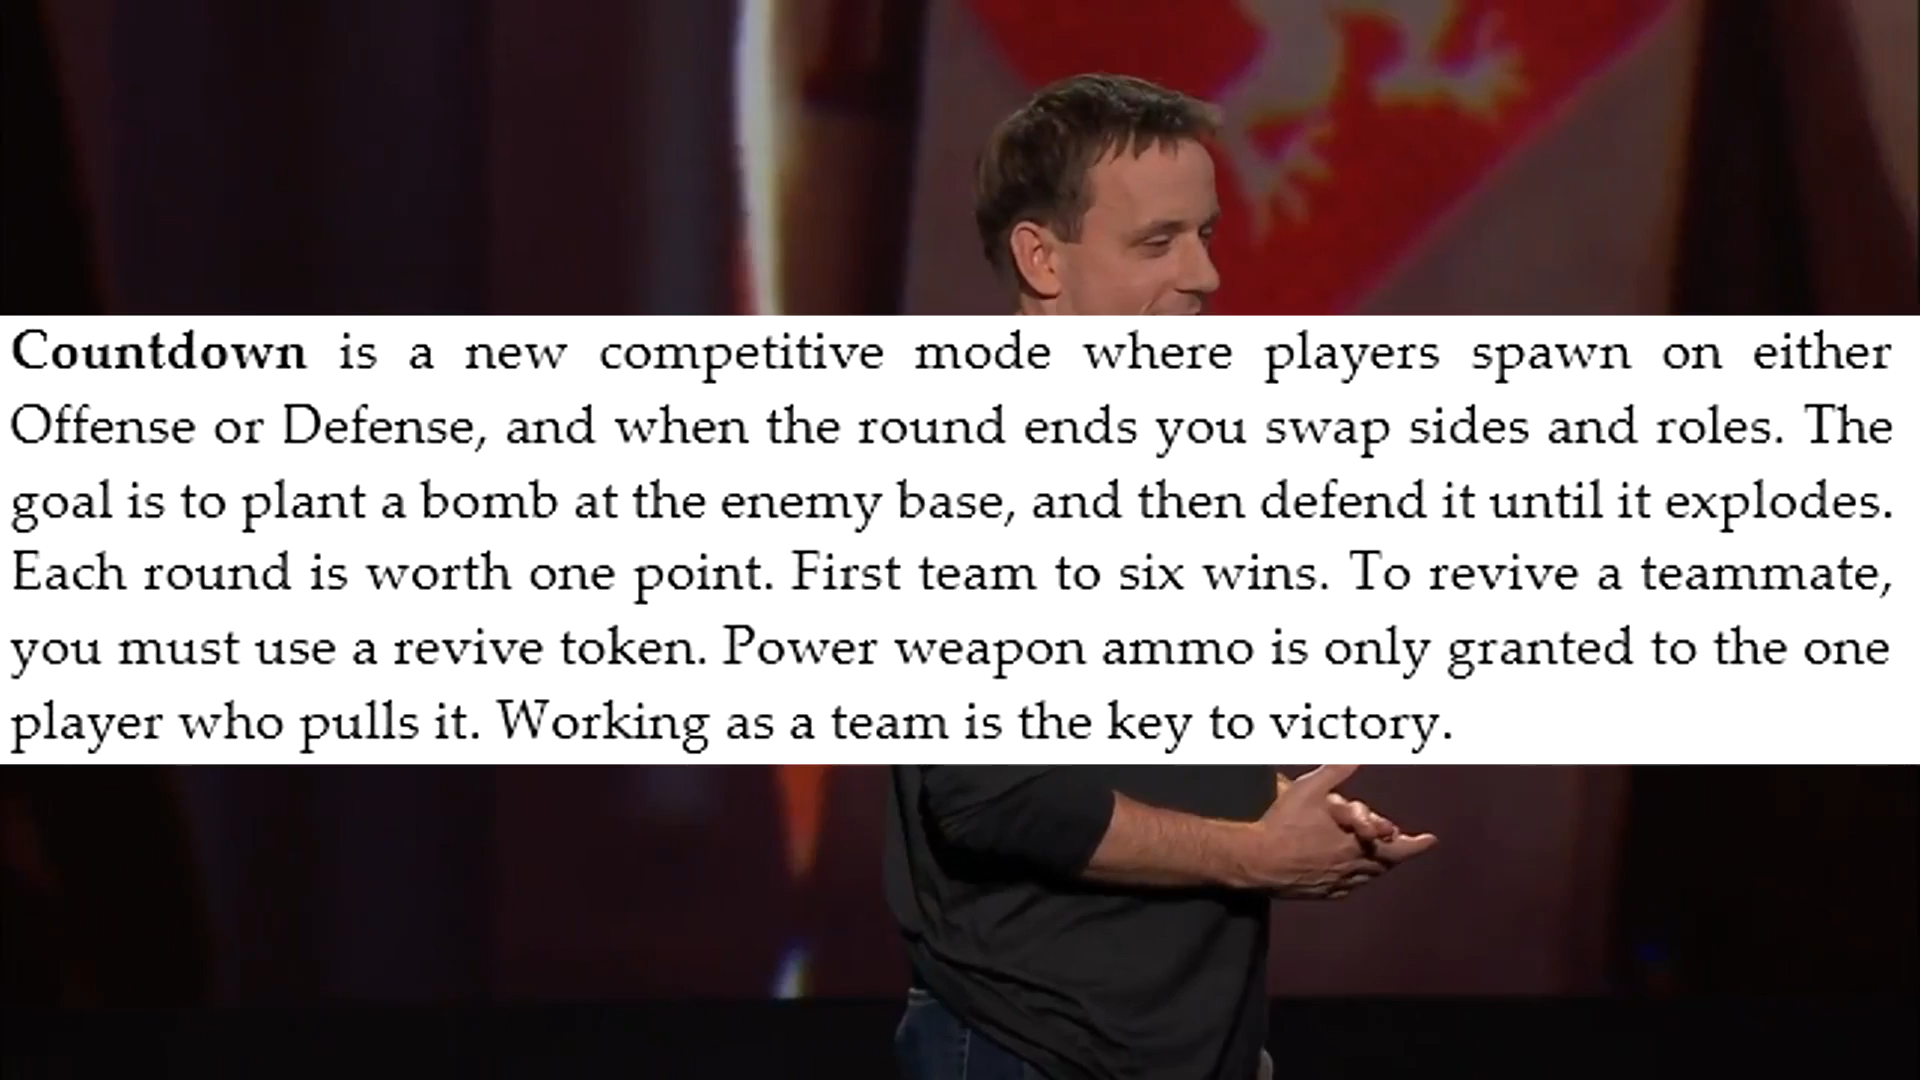 Countdown is a new competitive mode where players spawn on either
Offense or Defense, and when the round ends you swap sides and roles. The
goal is to plant a bomb at the enemy base, and then defend it until it explodes.
Each round is worth one point. First team to six wins. To revive a teammate,
you must use a revive token. Power weapon ammo is only granted to the one
player who pulls it. Working as a team is the key to victory.